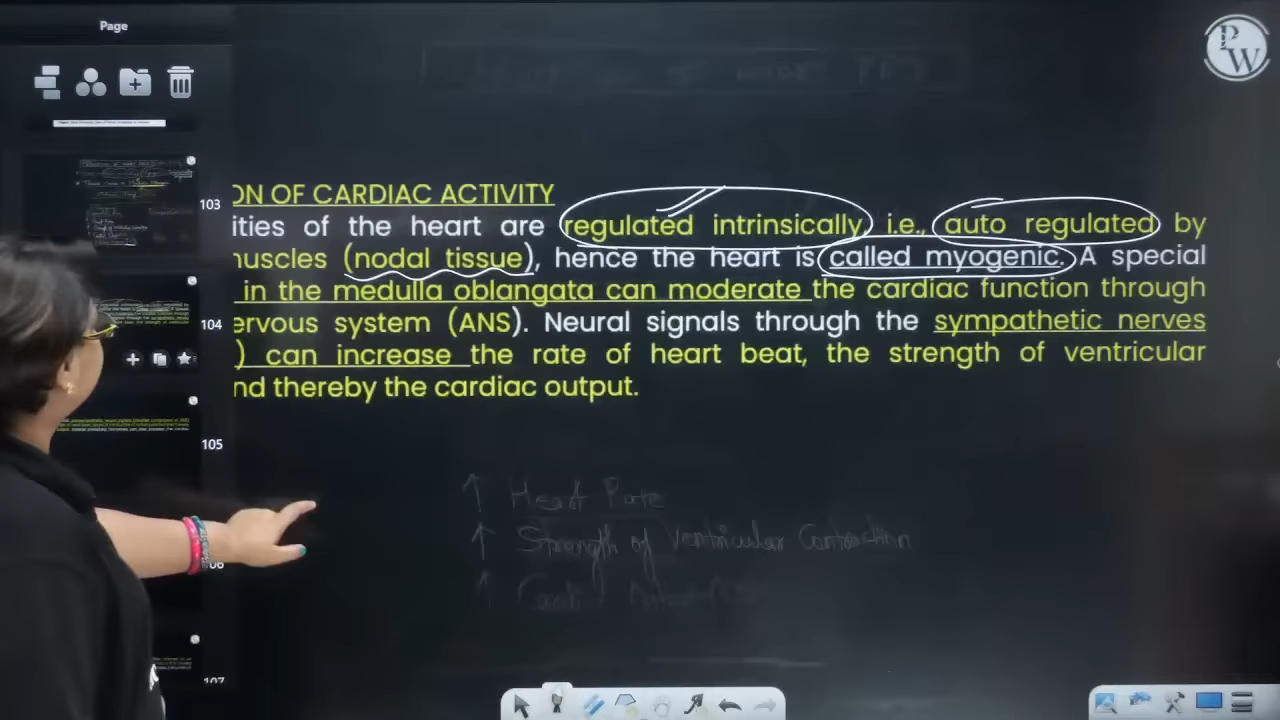 Page
PW
103
104
105
107
ON OF CARDIAC ACTIVITY
ities of the heart are regulated intrinsically, i.e., auto regulated by
muscles (nodal tissue), hence the heart is called myogenic. A special
in the medulla oblangata can moderate the cardiac function through
ervous system (ANS). Neural signals through the sympathetic nerves
) can increase the rate of heart beat, the strength of ventricular
nd thereby the cardiac output.
↑ Heart Rate
↑ Strength of Ventricular Contraction
↑